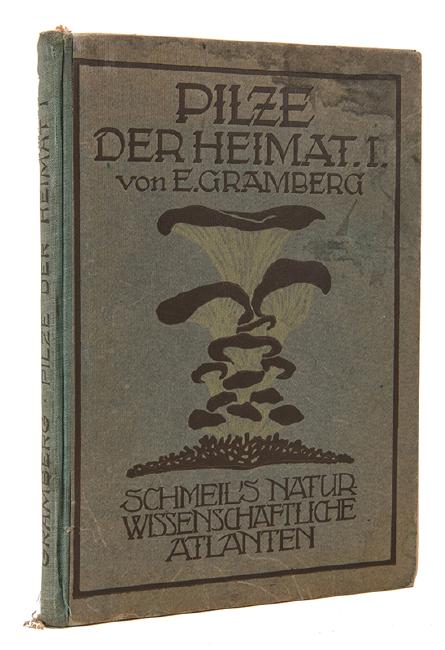 PILZE
DER HEIMAT. I.
von E. GRAMBERG
SCHMEIL'S NATUR-
WISSENSCHAFTLICHE
ATLANTEN
GRAMBERG · PILZE DER HEIMAT I